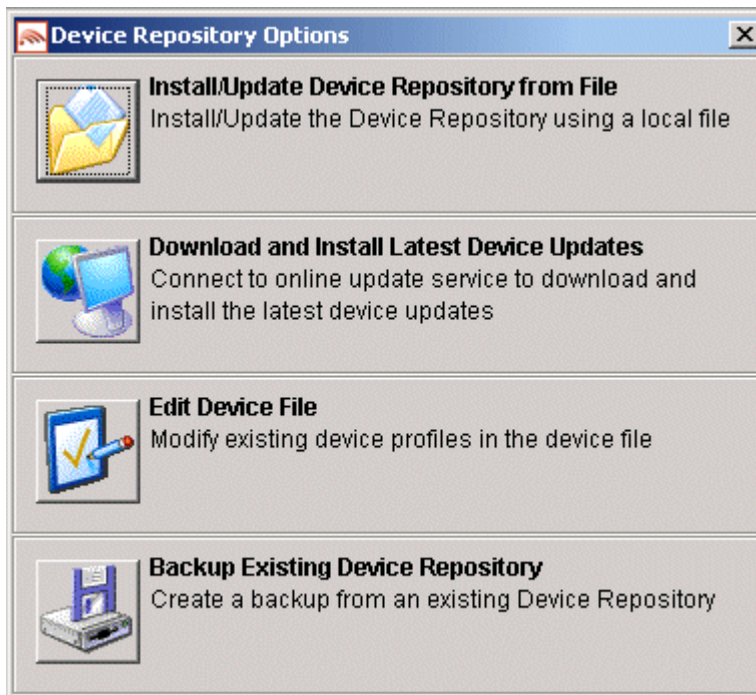 Device Repository Options
Install/Update Device Repository from File
Install/Update the Device Repository using a local file
Download and Install Latest Device Updates
Connect to online update service to download and
install the latest device updates
Edit Device File
Modify existing device profiles in the device file
Backup Existing Device Repository
Create a backup from an existing Device Repository